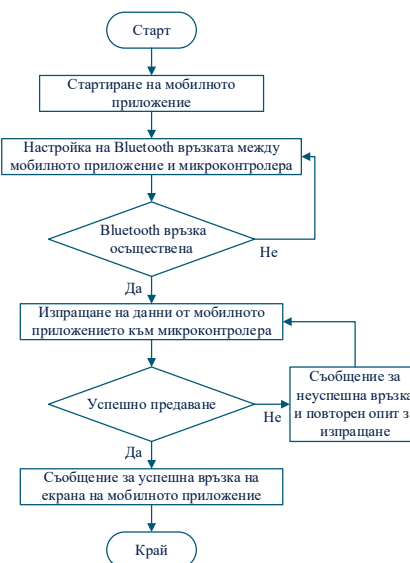 Старт
Стартиране на мобилното
приложение
Настройка на Bluetooth връзката между
мобилното приложение и микроконтролера
Bluetooth връзка
осъществена
Не
Да
Изпращане на данни от мобилното
приложението към микроконтролера
Успешно предаване
Не
Съобщение за
неуспешна връзка
и повторен опит з
изпращане
Да
Съобщение за успешна връзка на
екрана на мобилното приложение
Край